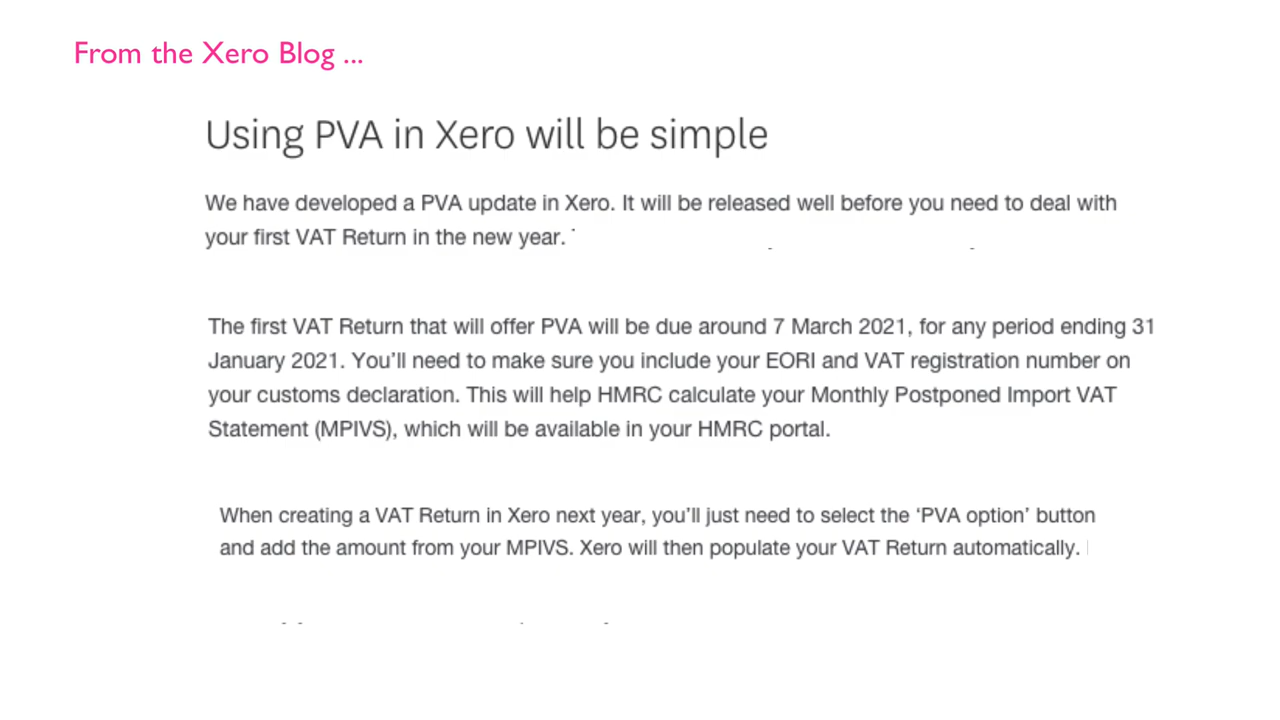 From the Xero Blog ...
Using PVA in Xero will be simple
We have developed a PVA update in Xero. It will be released well before you need to deal with
your first VAT Return in the new year.
The first VAT Return that will offer PVA will be due around 7 March 2021, for any period ending 31
January 2021. You’ll need to make sure you include your EORI and VAT registration number on
your customs declaration. This will help HMRC calculate your Monthly Postponed Import VAT
Statement (MPIVS), which will be available in your HMRC portal.
When creating a VAT Return in Xero next year, you’ll just need to select the ‘PVA option’ button
and add the amount from your MPIVS. Xero will then populate your VAT Return automatically.